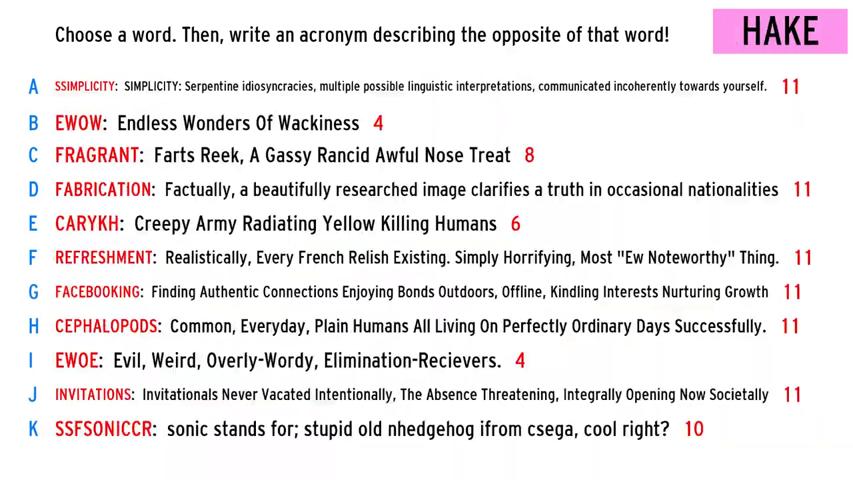 Choose a word. Then, write an acronym describing the opposite of that word!
HAKE
A SSIMPLICITY: SIMPLICITY: Serpentine idiosyncracies, multiple possible linguistic interpretations, communicated incoherently towards yourself. 11
B EWOW: Endless Wonders Of Wackiness 4
C FRAGRANT: Farts Reek, A Gassy Rancid Awful Nose Treat 8
D FABRICATION: Factually, a beautifully researched image clarifies a truth in occasional nationalities 11
E CARYKH: Creepy Army Radiating Yellow Killing Humans 6
F REFRESHMENT: Realistically, Every French Relish Existing. Simply Horrifying, Most "Ew Noteworthy" Thing. 11
G FACEBOOKING: Finding Authentic Connections Enjoying Bonds Outdoors, Offline, Kindling Interests Nurturing Growth 11
H CEPHALOPODS: Common, Everyday, Plain Humans All Living On Perfectly Ordinary Days Successfully. 11
I EWOE: Evil, Weird, Overly-Wordy, Elimination-Recievers. 4
J INVITATIONS: Invitationals Never Vacated Intentionally, The Absence Threatening, Integrally Opening Now Societally 11
K SSFSONICCR: sonic stands for; stupid old nhedgehog ifrom csega, cool right? 10